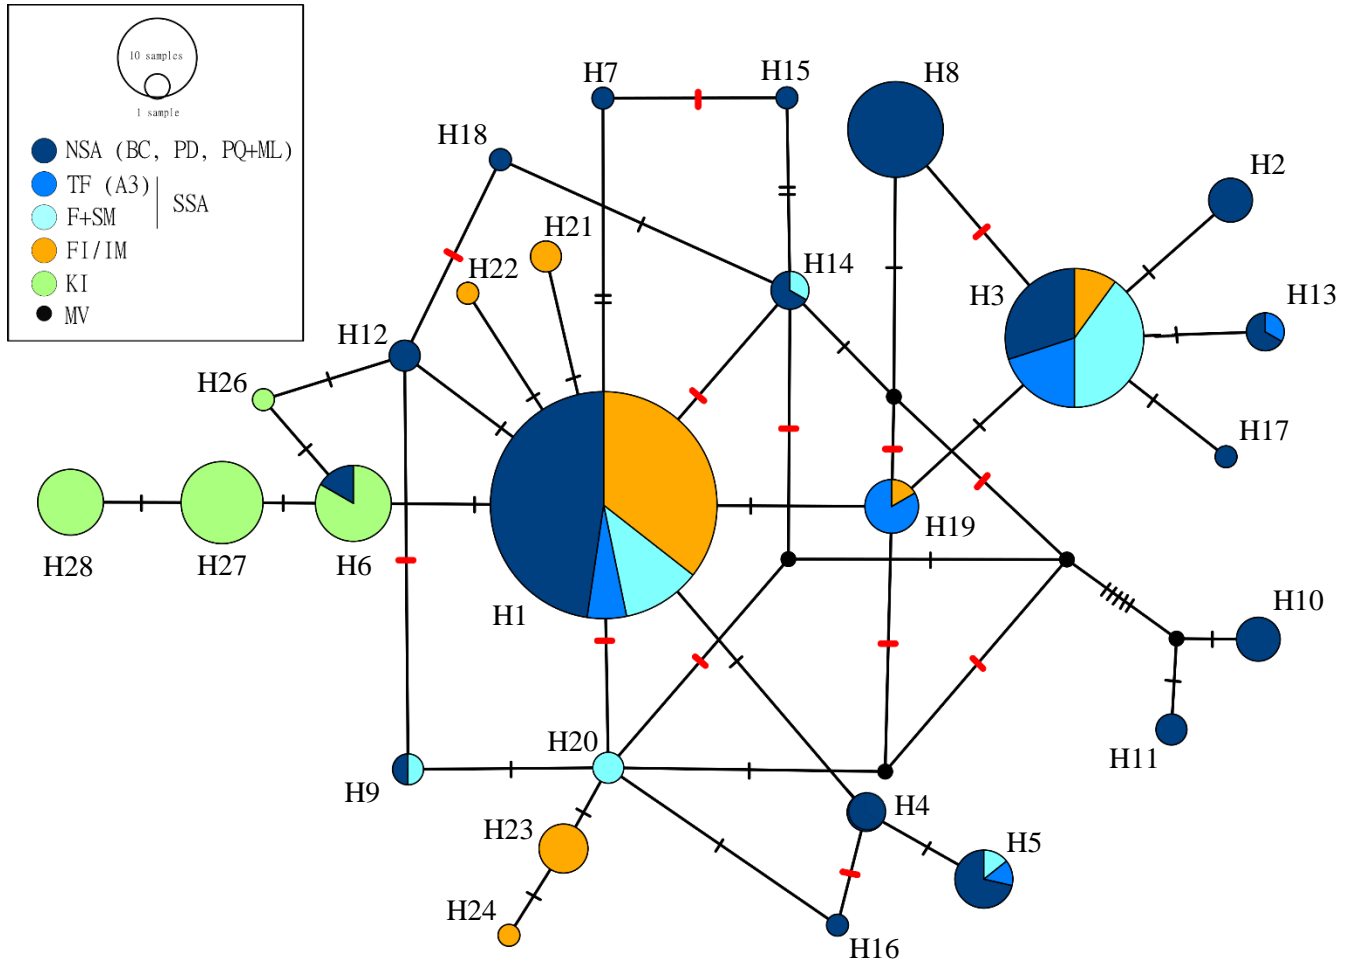 10 samples
1 sample
NSA (BC, PD, PQ+ML)
TF (A3)
SSA
F+SM
FI/IM
KI
MV
H7
H15
H8
H18
H2
H21
H22
H14
H3
H13
H12
H26
H17
H19
H28
H27
H6
H1
H10
H20
H11
H9
H4
H23
H5
H24
H16